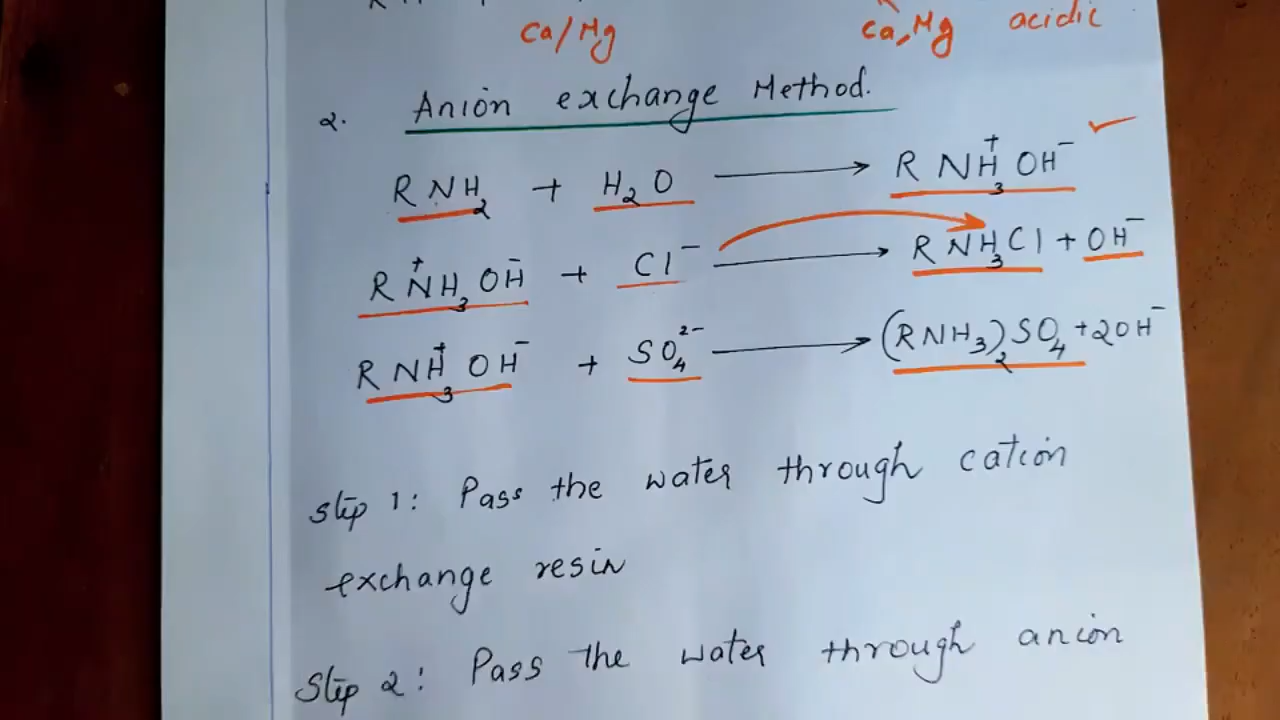 Ca/Mg Ca,Mg acidic
2. Anion exchange Method.
RNH₂ + H₂O ⟶ RNH₃⁺OH⁻ ✓
RNH₃⁺OH⁻ + Cl⁻ ⟶ RNH₃Cl + OH⁻
RNH₃⁺OH⁻ + SO₄²⁻ ⟶ (RNH₃)₂SO₄ + 2OH⁻
Step 1: Pass the water through cation
exchange resin
Step 2: Pass the water through anion